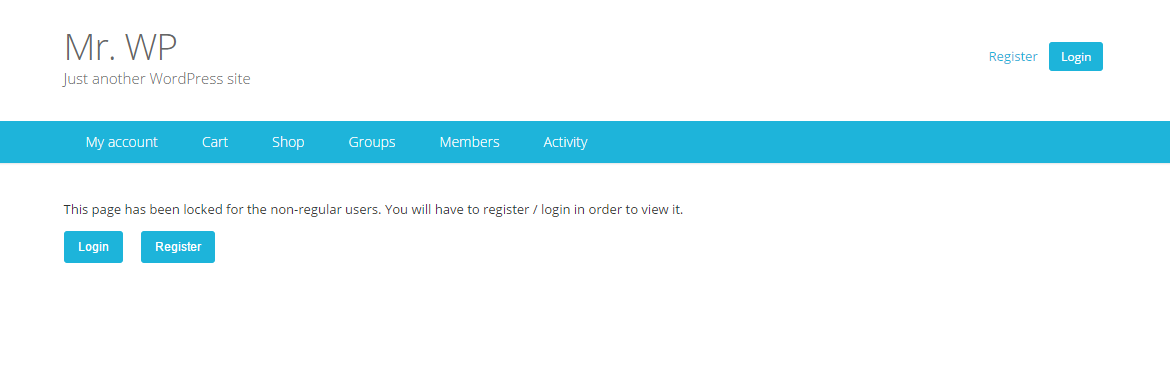 Mr. WP
Just another WordPress site
Register Login
My account Cart Shop Groups Members Activity
This page has been locked for the non-regular users. You will have to register / login in order to view it.
Login Register